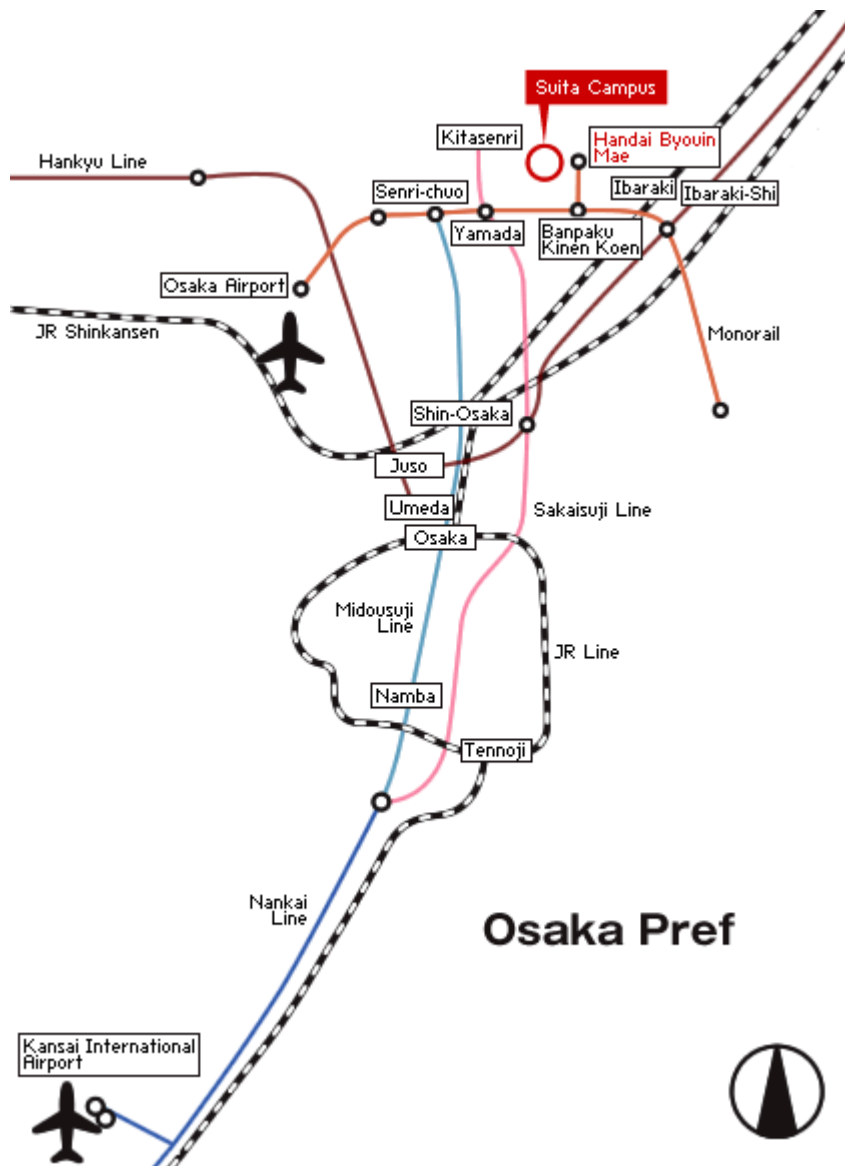 Suita Campus
Kitasenri
Handai Byouin
Mae
Hankyu Line
Ibaraki
Ibaraki-Shi
Senri-chuo
Yamada
Banpaku
Kinen Koen
Osaka Airport
JR Shinkansen
Monorail
Shin-Osaka
Juso
Umeda
Sakaisuji Line
Osaka
Midousuji
Line
JR Line
Namba
Tennoji
Nankai
Line
Osaka Pref
Kansai International
Airport